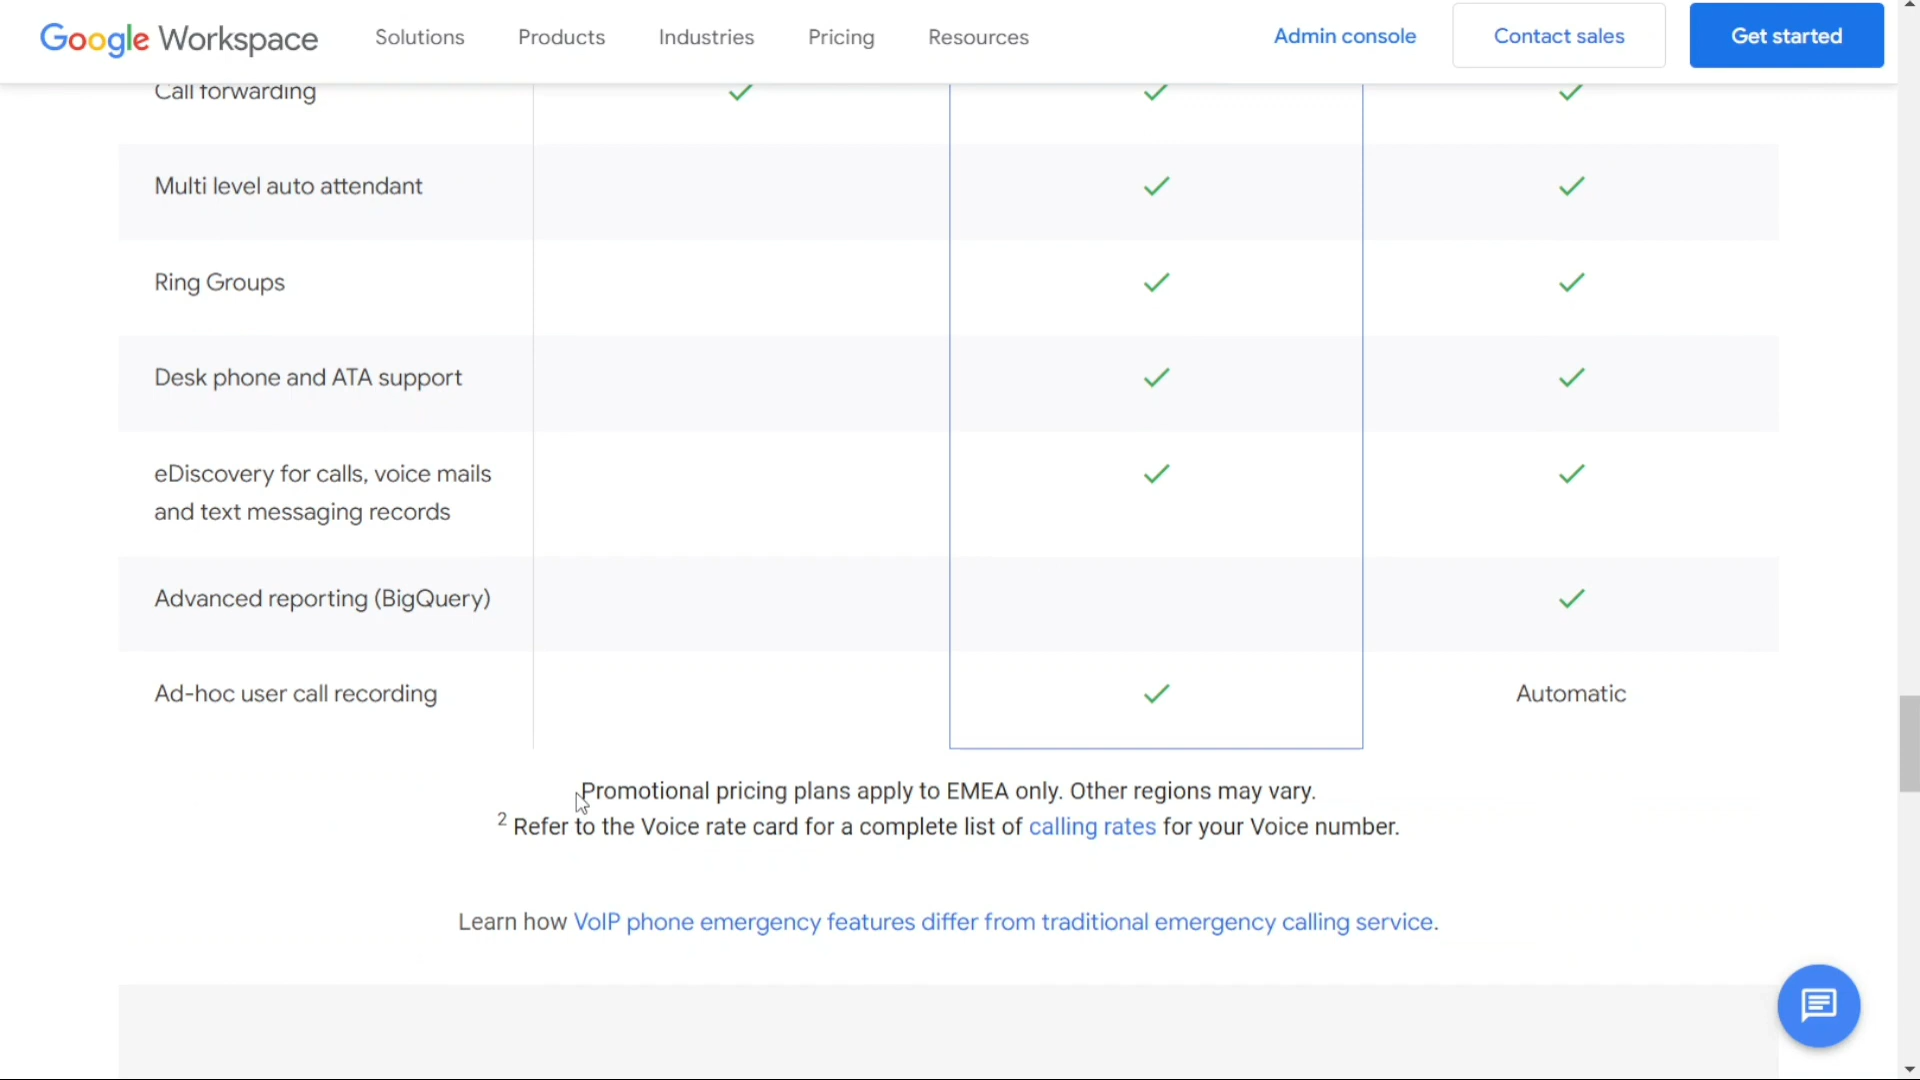 Google Workspace Solutions Products Industries Pricing Resources Admin console Contact sales Get started
Call forwarding
Multi level auto attendant
Ring Groups
Desk phone and ATA support
eDiscovery for calls, voice mails
and text messaging records
Advanced reporting (BigQuery)
Ad-hoc user call recording Automatic
Promotional pricing plans apply to EMEA only. Other regions may vary.
2 Refer to the Voice rate card for a complete list of calling rates for your Voice number.
Learn how VoIP phone emergency features differ from traditional emergency calling service.